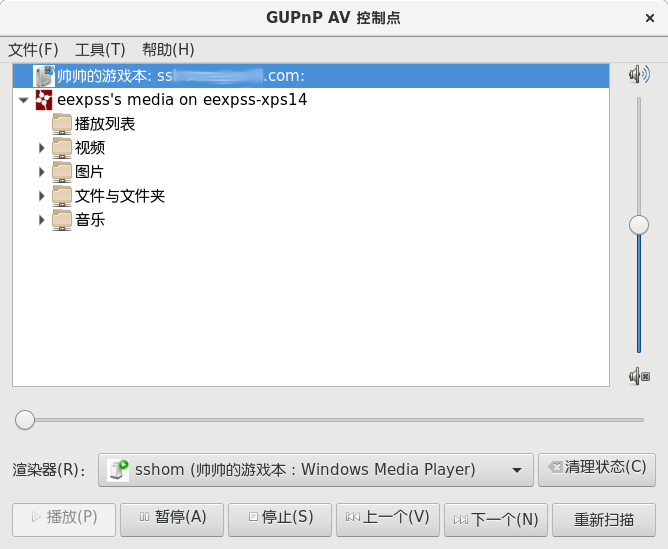 GUPnP AV 控制点
文件(F) 工具(T) 帮助(H)
帅帅的游戏本: ss .com:
eexpss's media on eexpss-xps14
播放列表
视频
图片
文件与文件夹
音乐
渲染器(R): sshom (帅帅的游戏本：Windows Media Player) 清理状态(C)
播放(P) 暂停(A) 停止(S) 上一个(V) 下一个(N) 重新扫描